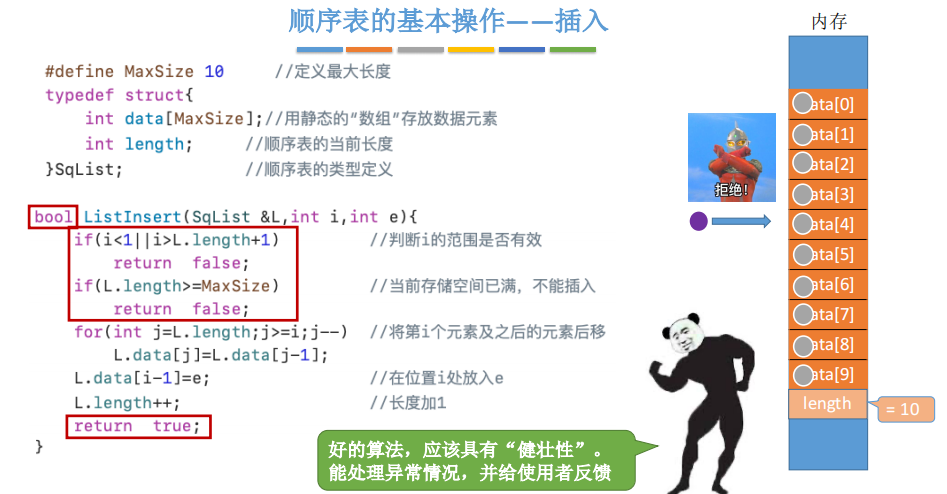 顺序表的基本操作——插入
#define MaxSize 10 //定义最大长度
typedef struct{
int data[MaxSize];//用静态的“数组”存放数据元素
int length; //顺序表的当前长度
}SqList; //顺序表的类型定义
bool ListInsert(SqList &L,int i,int e){
if(i<1||i>L.length+1) //判断i的范围是否有效
return false;
if(L.length>=MaxSize) //当前存储空间已满，不能插入
return false;
for(int j=L.length;j>=i;j--) //将第i个元素及之后的元素后移
L.data[j]=L.data[j-1];
L.data[i-1]=e; //在位置i处放入e
L.length++; //长度加1
return true;
}
好的算法，应该具有“健壮性”。
能处理异常情况，并给使用者反馈
拒绝！
内存
ata[0]
ata[1]
ata[2]
ata[3]
ata[4]
ata[5]
ata[6]
ata[7]
ata[8]
ata[9]
length
= 10